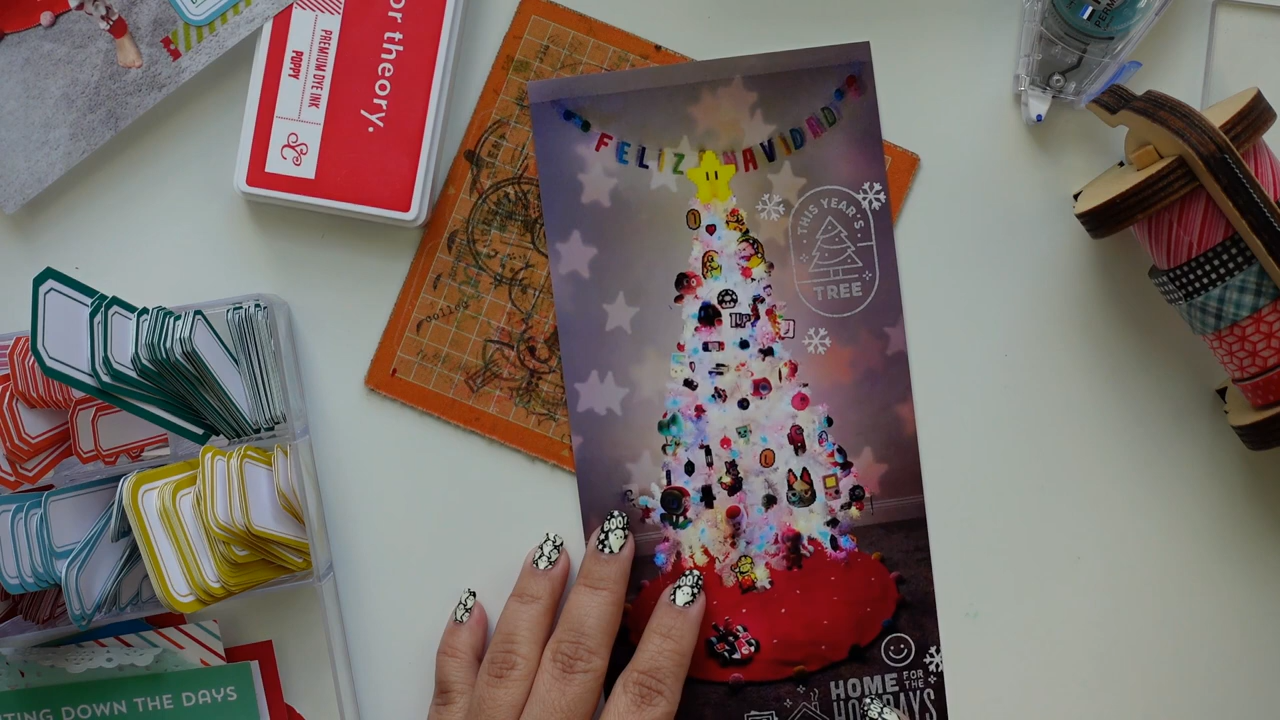 or theory.
PREMIUM DYE INK
POPPY
PERM
FELIZ NAVIDAD
THIS YEAR'S
TREE
BOO!
HOME FOR THE
HOLIDAYS
TING DOWN THE DAYS